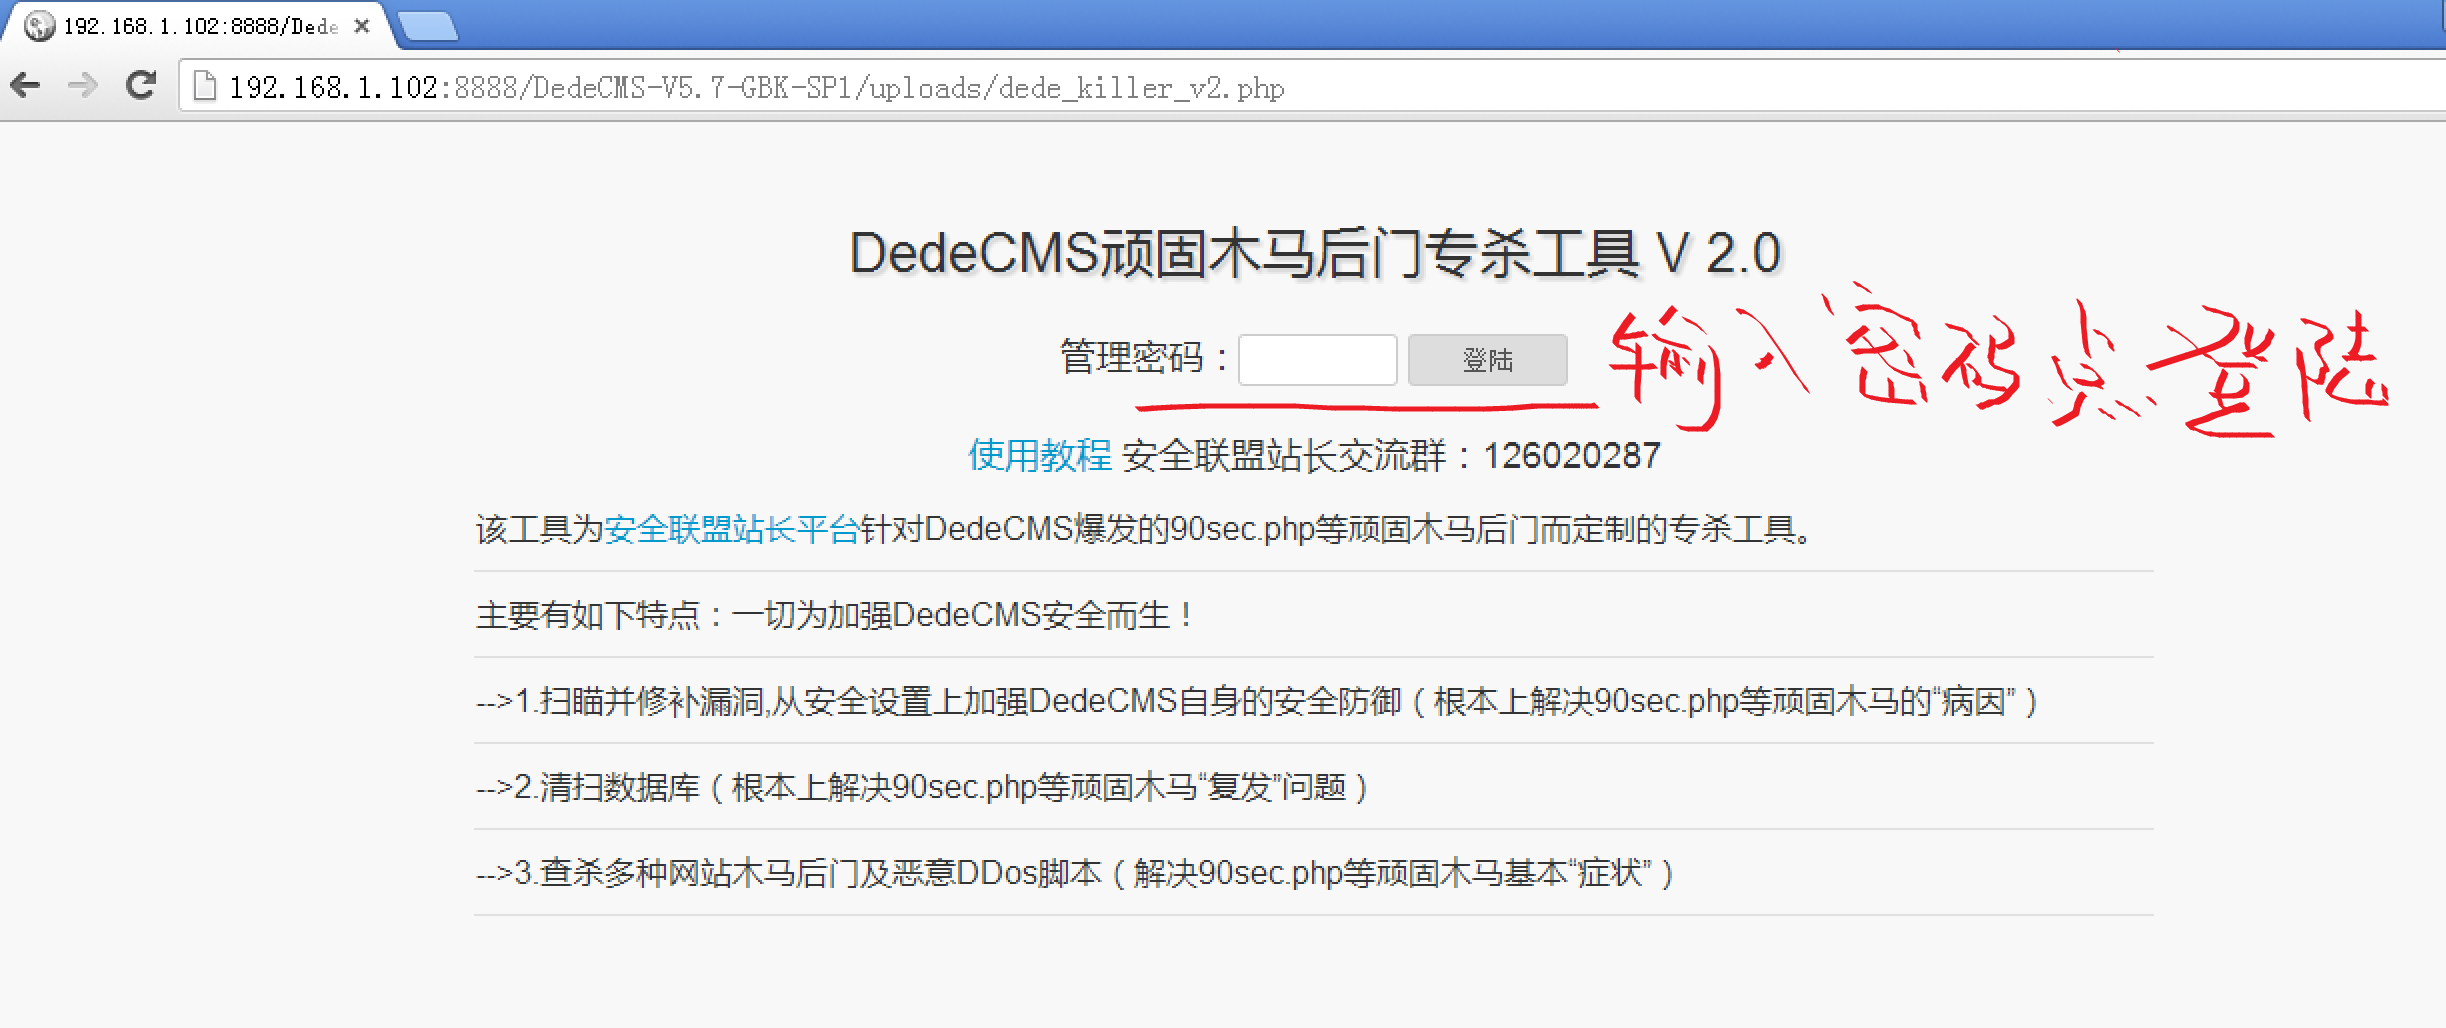 192.168.1.102:8888/Dede
192.168.1.102:8888/DedeCMS-V5.7-GBK-SP1/uploads/dede_killer_v2.php
DedeCMS顽固木马后门专杀工具 V 2.0
管理密码：登陆 输入密码点登陆
使用教程 安全联盟站长交流群：126020287
该工具为安全联盟站长平台针对DedeCMS爆发的90sec.php等顽固木马后门而定制的专杀工具。
主要有如下特点：一切为加强DedeCMS安全而生！
-->1.扫瞄并修补漏洞,从安全设置上加强DedeCMS自身的安全防御（根本上解决90sec.php等顽固木马的“病因”）
-->2.清扫数据库（根本上解决90sec.php等顽固木马“复发”问题）
-->3.查杀多种网站木马后门及恶意DDos脚本（解决90sec.php等顽固木马基本“症状”）